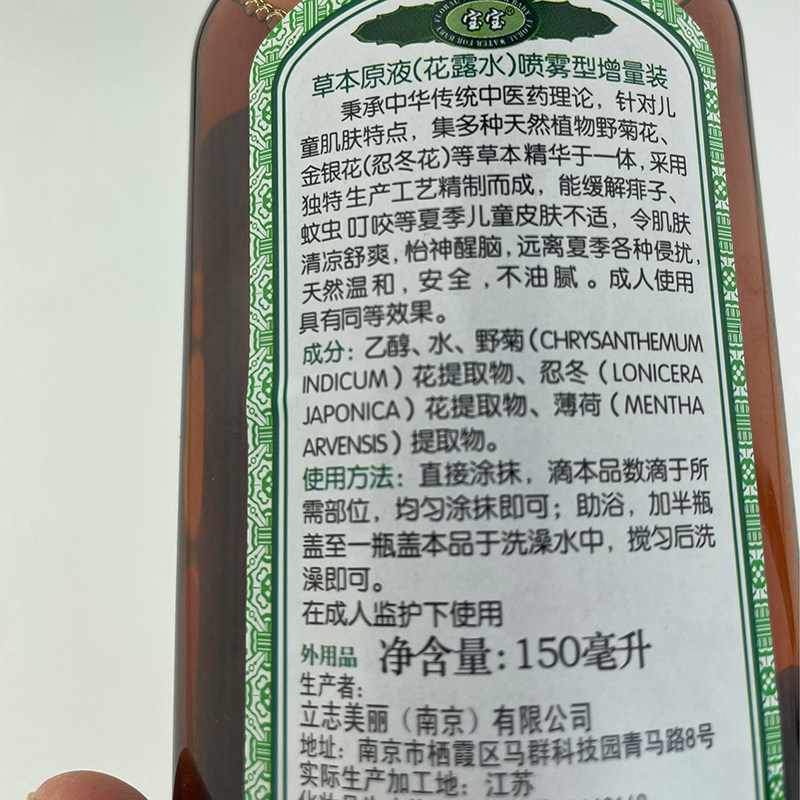 宝宝®
FLORAL WATER FOR BABY
草本原液(花露水)喷雾型增量装
秉承中华传统中医药理论，针对儿
童肌肤特点，集多种天然植物野菊花、
金银花(忍冬花)等草本精华于一体，采用
独特生产工艺精制而成，能缓解痱子、
蚊虫叮咬等夏季儿童皮肤不适，令肌肤
清凉舒爽，怡神醒脑，远离夏季各种侵扰，
天然温和，安全，不油腻。成人使用
具有同等效果。
成分：乙醇、水、野菊（CHRYSANTHEMUM
INDICUM）花提取物、忍冬（LONICERA
JAPONICA）花提取物、薄荷（MENTHA
ARVENSIS）提取物。
使用方法：直接涂抹，滴本品数滴于所
需部位，均匀涂抹即可；助浴，加半瓶
盖至一瓶盖本品于洗澡水中，搅匀后洗
澡即可。
在成人监护下使用
外用品 净含量：150毫升
生产者：
立志美丽（南京）有限公司
地址：南京市栖霞区马群科技园青马路8号
实际生产加工地：江苏